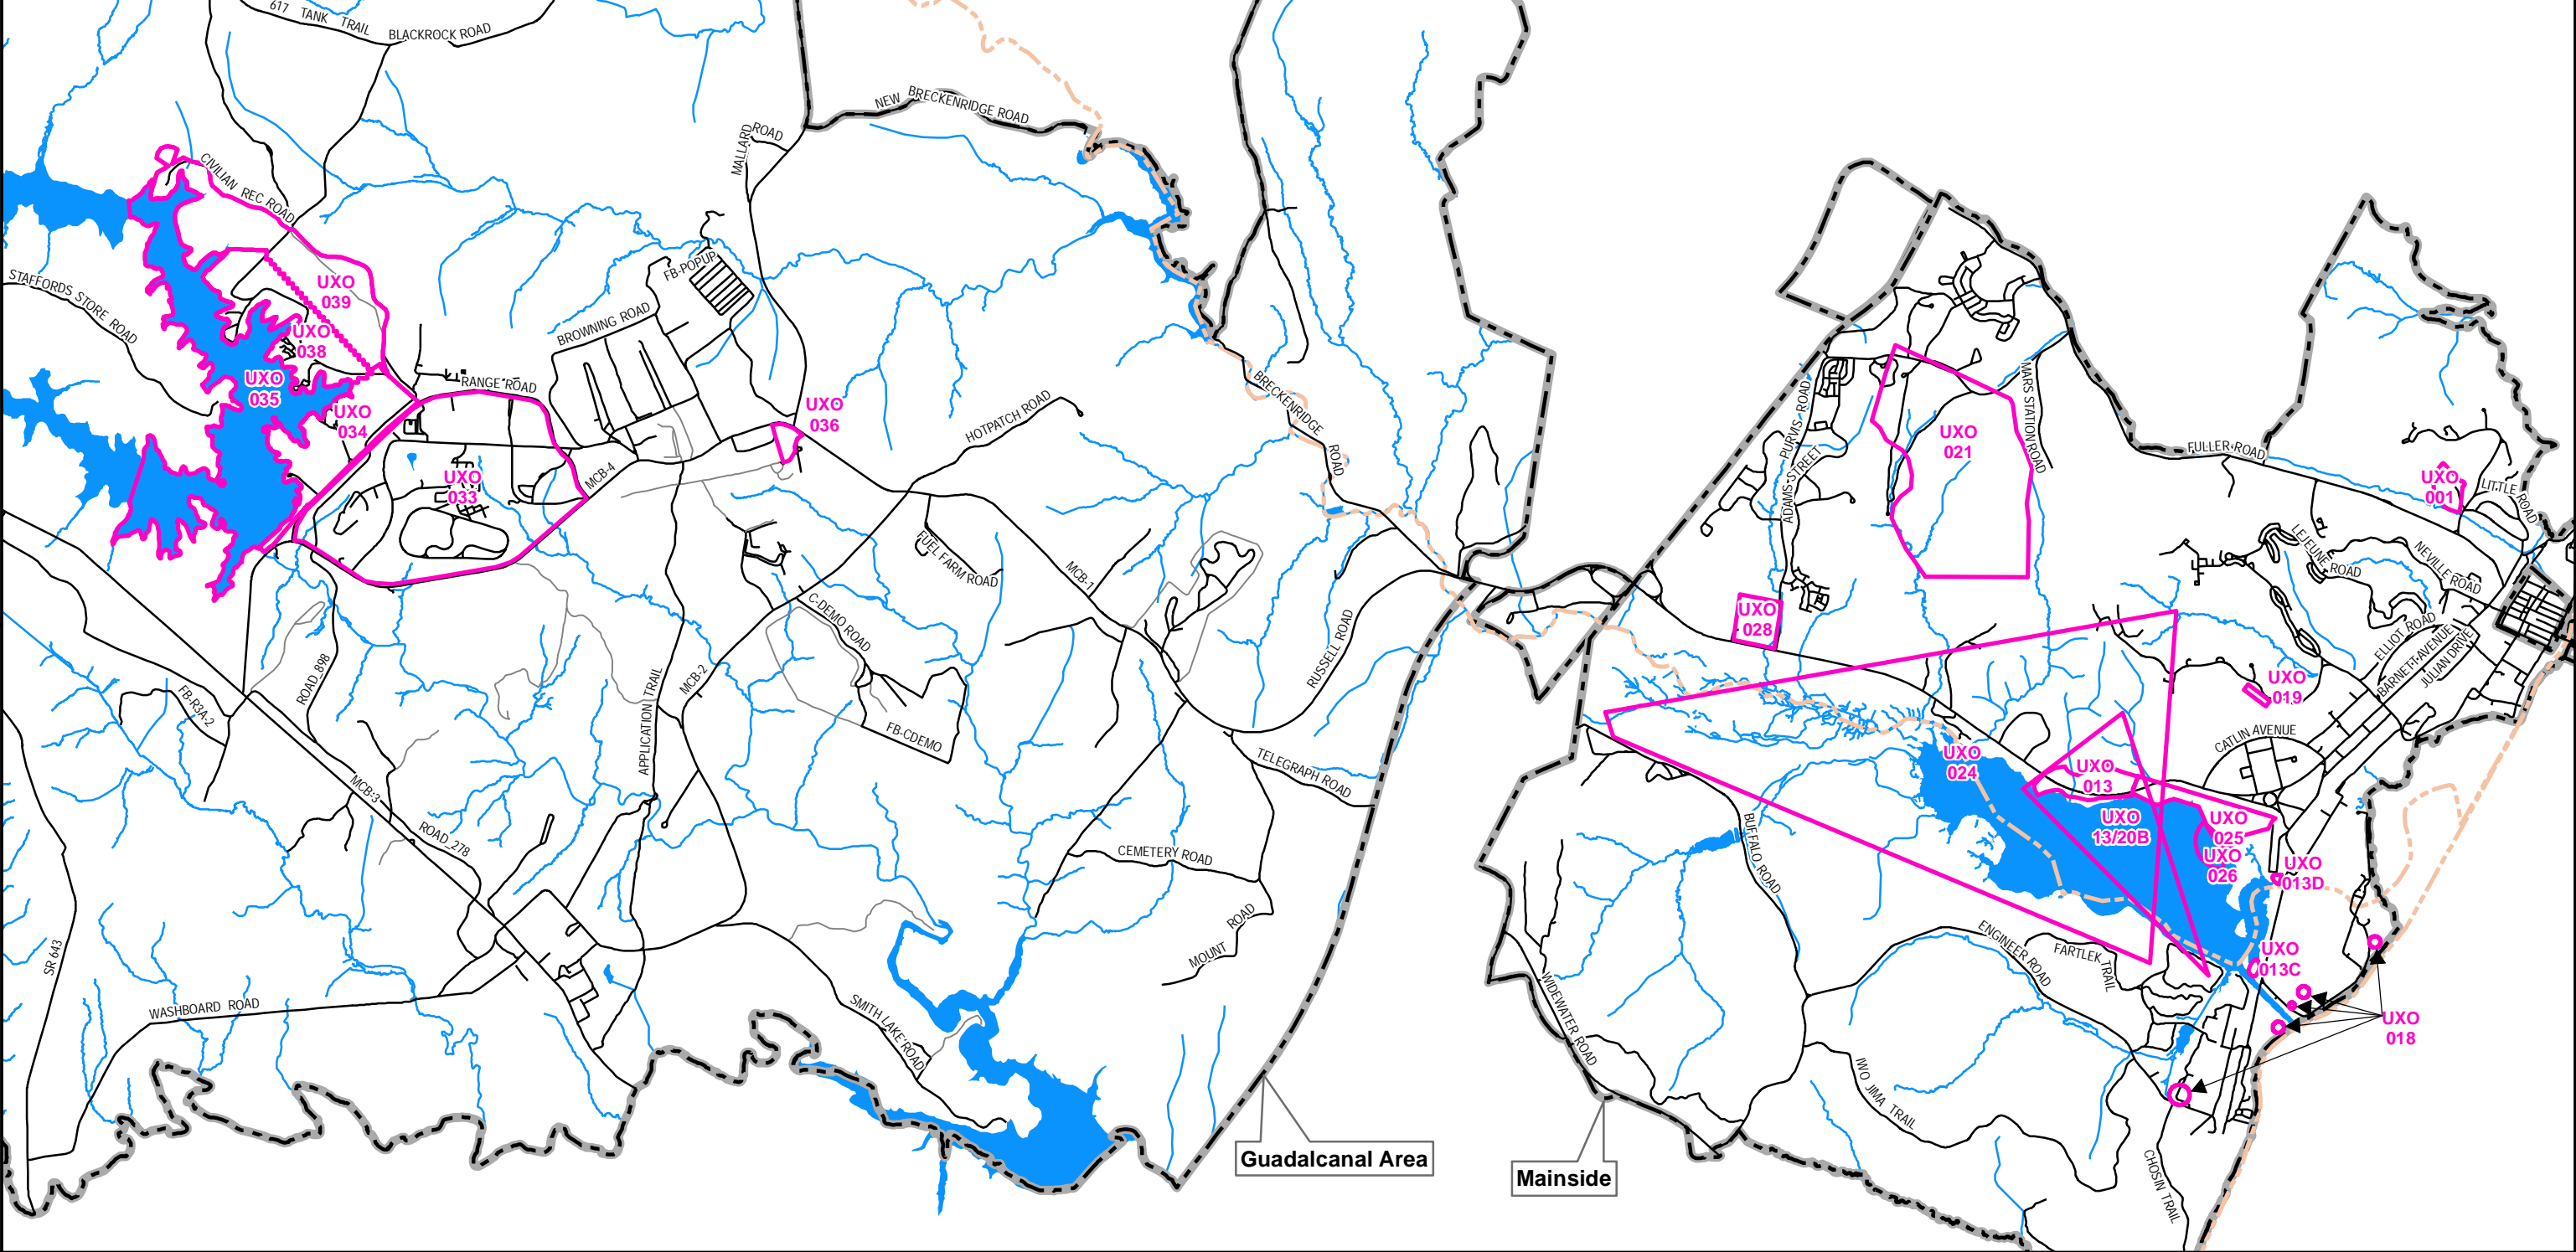 617 TANK TRAIL
BLACKROCK ROAD
NEW BRECKENRIDGE ROAD
MALLARD ROAD
CIVILIAN REC ROAD
STAFFORDS STORE ROAD
UXO
039
UXO
038
UXO
035
UXO
034
UXO
033
FB-POPUP
BROWNING ROAD
RANGE ROAD
MCB-4
UXO
036
HOTPATCH ROAD
BRECKENRIDGE ROAD
FUEL FARM ROAD
MCB-1
C-DEMO ROAD
FB-CDEMO
MCB-2
APPLICATION TRAIL
ROAD_898
FB-R3A-2
MCB-3
ROAD_278
SR 643
WASHBOARD ROAD
SMITH LAKE ROAD
RUSSELL ROAD
TELEGRAPH ROAD
CEMETERY ROAD
MOUNT ROAD
Guadalcanal Area
Mainside
PURVIS ROAD
ADAMS STREET
MARS STATION ROAD
UXO
021
UXO
028
FULLER ROAD
UXO
001
LITTLE ROAD
LEJEUNE ROAD
NEVILLE ROAD
ELLIOT ROAD
BARNETT AVENUE
JULIAN DRIVE
UXO
019
CATLIN AVENUE
UXO
024
UXO
013
UXO
13/20B
UXO
025
UXO
026
UXO
013D
UXO
013C
UXO
018
BUFFALO ROAD
ENGINEER ROAD
FARTLEK TRAIL
WIDEWATER ROAD
IWO JIMA TRAIL
CHOSIN TRAIL